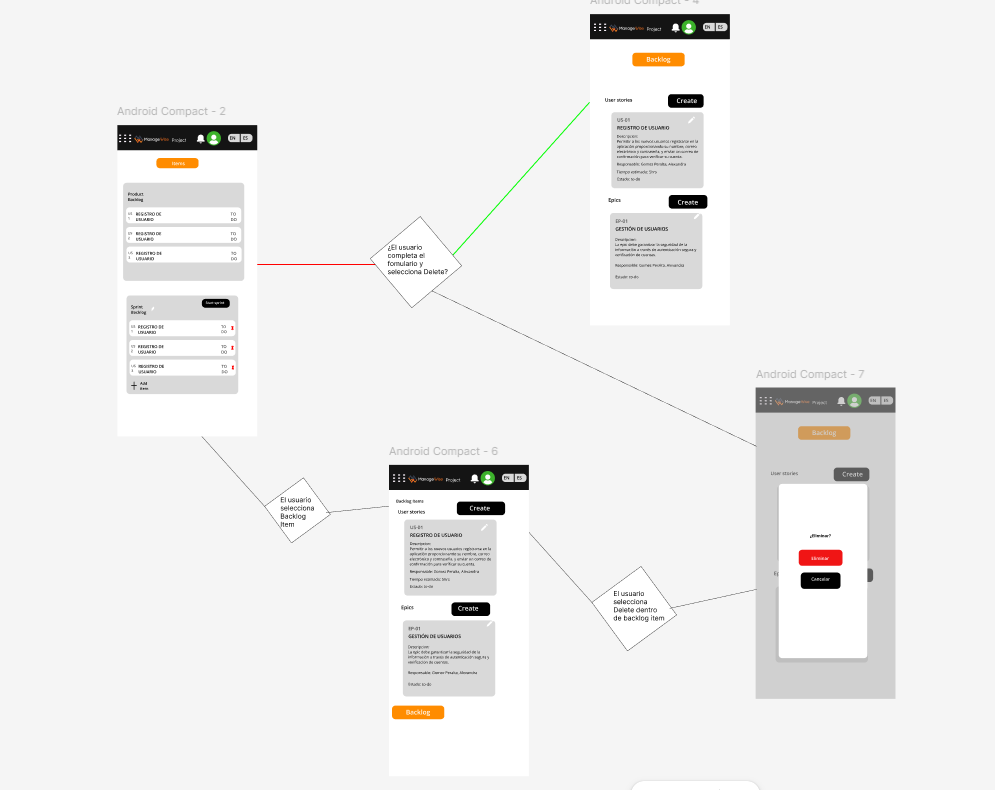 Android Compact - 4
ManageWise Project
EN ES
Backlog
User stories
Create
US-01
REGISTRO DE USUARIO
Descripcion:
Permitir a los nuevos usuarios registrarse en la
aplicación proporcionando su nombre, correo
electrónico y contraseña, y enviar un correo de
confirmación para verificar su cuenta.
Responsable: Gomez Peralta, Alexandra
Tiempo estimado: 5hrs
Estado: to-do
Epics
Create
EP-01
GESTIÓN DE USUARIOS
Descripcion:
La epic debe garantizar la seguridad de la
información a través de autenticación segura y
verificación de cuentas.
Responsable: Gomez Peralta, Alexandra
Estado: to-do
Android Compact - 2
ManageWise Project
EN ES
Items
Product
Backlog
REGISTRO DE
USUARIO
TO
DO
REGISTRO DE
USUARIO
TO
DO
REGISTRO DE
USUARIO
TO
DO
Sprint
Backlog
Start sprint
REGISTRO DE
USUARIO
TO
DO
REGISTRO DE
USUARIO
TO
DO
REGISTRO DE
USUARIO
TO
DO
Add
Item
¿El usuario
completa el
fomulario y
selecciona Delete?
El usuario
selecciona
Backlog
Item
Android Compact - 6
ManageWise Project
EN ES
Backlog Items
User stories
Create
US-01
REGISTRO DE USUARIO
Descripcion:
Permitir a los nuevos usuarios registrarse en la
aplicación proporcionando su nombre, correo
electrónico y contraseña, y enviar un correo de
confirmación para verificar su cuenta.
Responsable: Gomez Peralta, Alexandra
Tiempo estimado: 5hrs
Estado: to-do
Epics
Create
EP-01
GESTIÓN DE USUARIOS
Descripcion:
La epic debe garantizar la seguridad de la
información a través de autenticación segura y
verificación de cuentas.
Responsable: Gomez Peralta, Alexandra
Estado: to-do
Backlog
El usuario
selecciona
Delete dentro
de backlog item
Android Compact - 7
ManageWise Project
EN ES
Backlog
User stories
Create
¿Eliminar?
Eliminar
Cancelar